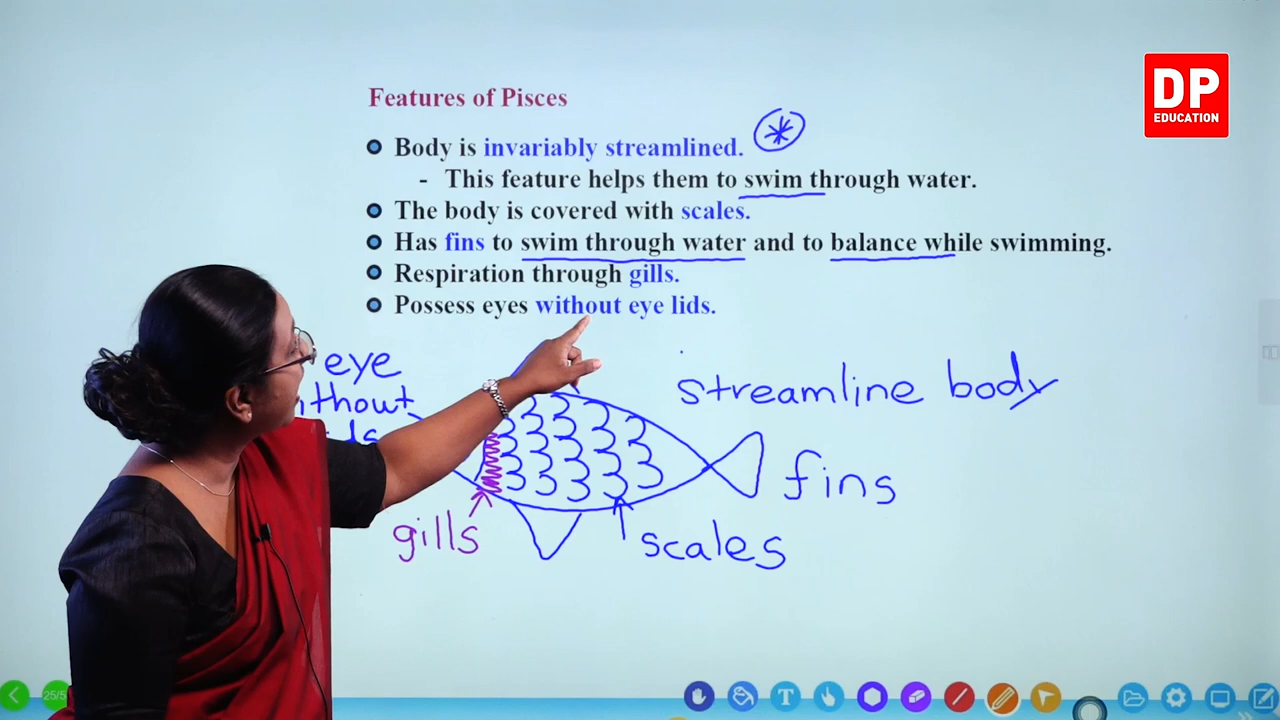 DP
EDUCATION
Features of Pisces
Body is invariably streamlined.
- This feature helps them to swim through water.
The body is covered with scales.
Has fins to swim through water and to balance while swimming.
Respiration through gills.
Possess eyes without eye lids.
eye
streamline body
fins
gills
scales
25/5
T